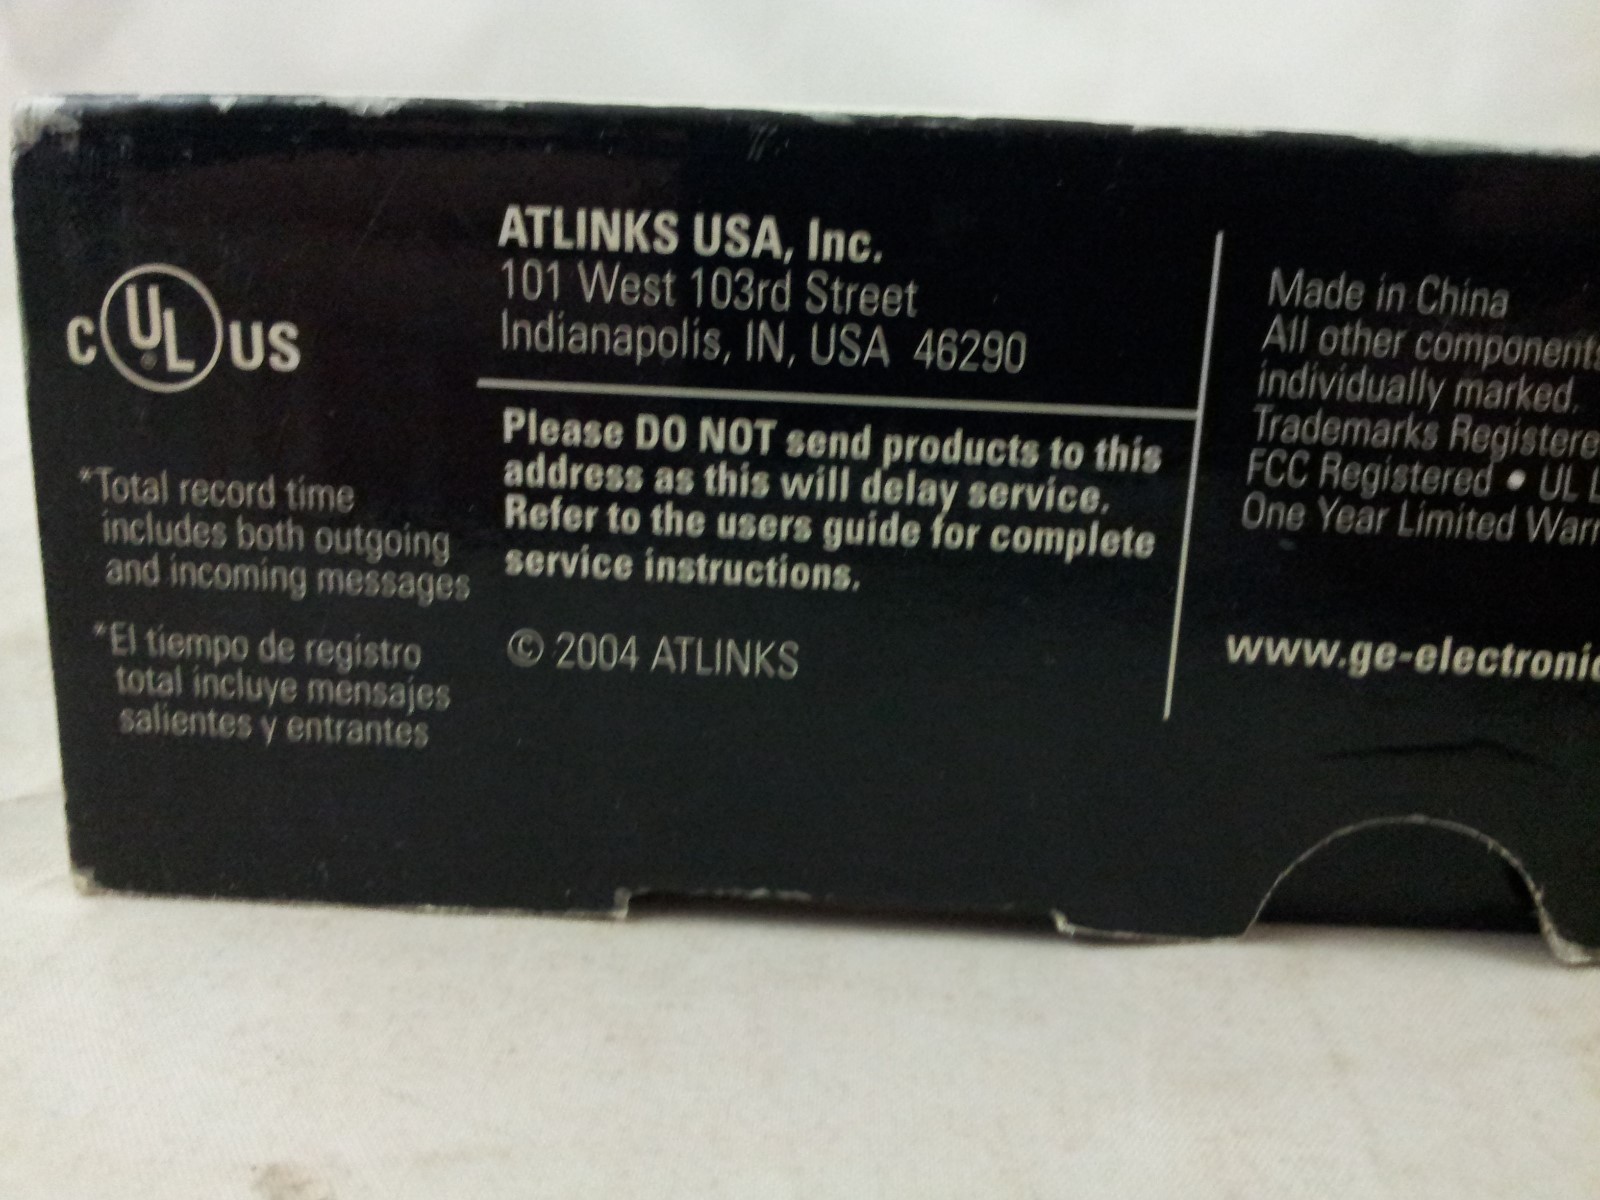 C UL US
*Total record time
includes both outgoing
and incoming messages
*El tiempo de registro
total incluye mensajes
salientes y entrantes
ATLINKS USA, Inc.
101 West 103rd Street
Indianapolis, IN, USA 46290
Please DO NOT send products to this
address as this will delay service.
Refer to the users guide for complete
service instructions.
© 2004 ATLINKS
Made in China
All other components
individually marked.
Trademarks Registere
FCC Registered • UL L
One Year Limited Warr
www.ge-electronic